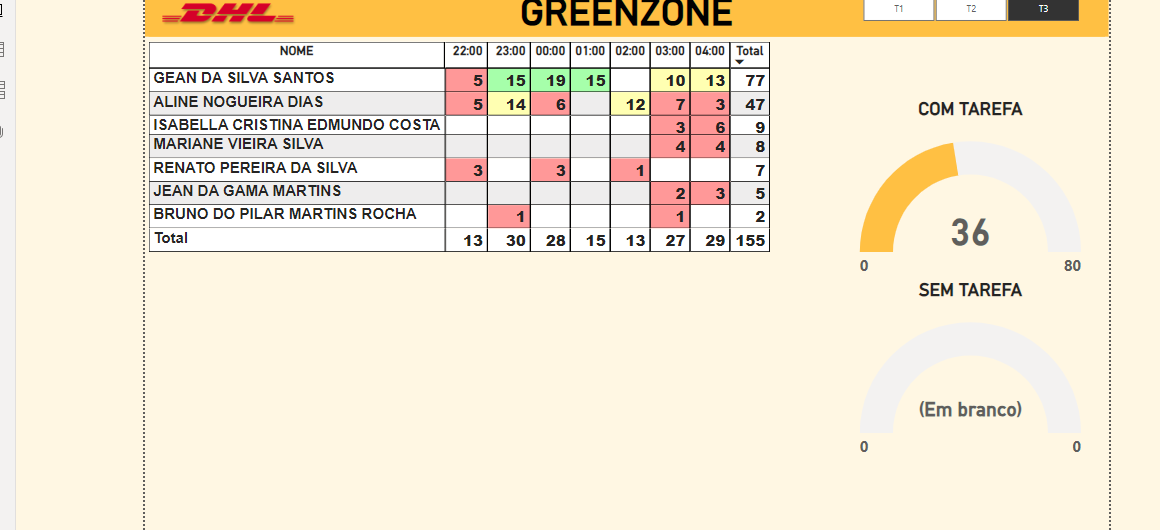 DHL GREENZONE T1 T2 T3
NOME 22:00 23:00 00:00 01:00 02:00 03:00 04:00 Total
GEAN DA SILVA SANTOS 5 15 19 15 10 13 77
ALINE NOGUEIRA DIAS 5 14 6 12 7 3 47
ISABELLA CRISTINA EDMUNDO COSTA 3 6 9
MARIANE VIEIRA SILVA 4 4 8
RENATO PEREIRA DA SILVA 3 3 1 7
JEAN DA GAMA MARTINS 2 3 5
BRUNO DO PILAR MARTINS ROCHA 1 1 2
Total 13 30 28 15 13 27 29 155
COM TAREFA
36
0 80
SEM TAREFA
(Em branco)
0 0